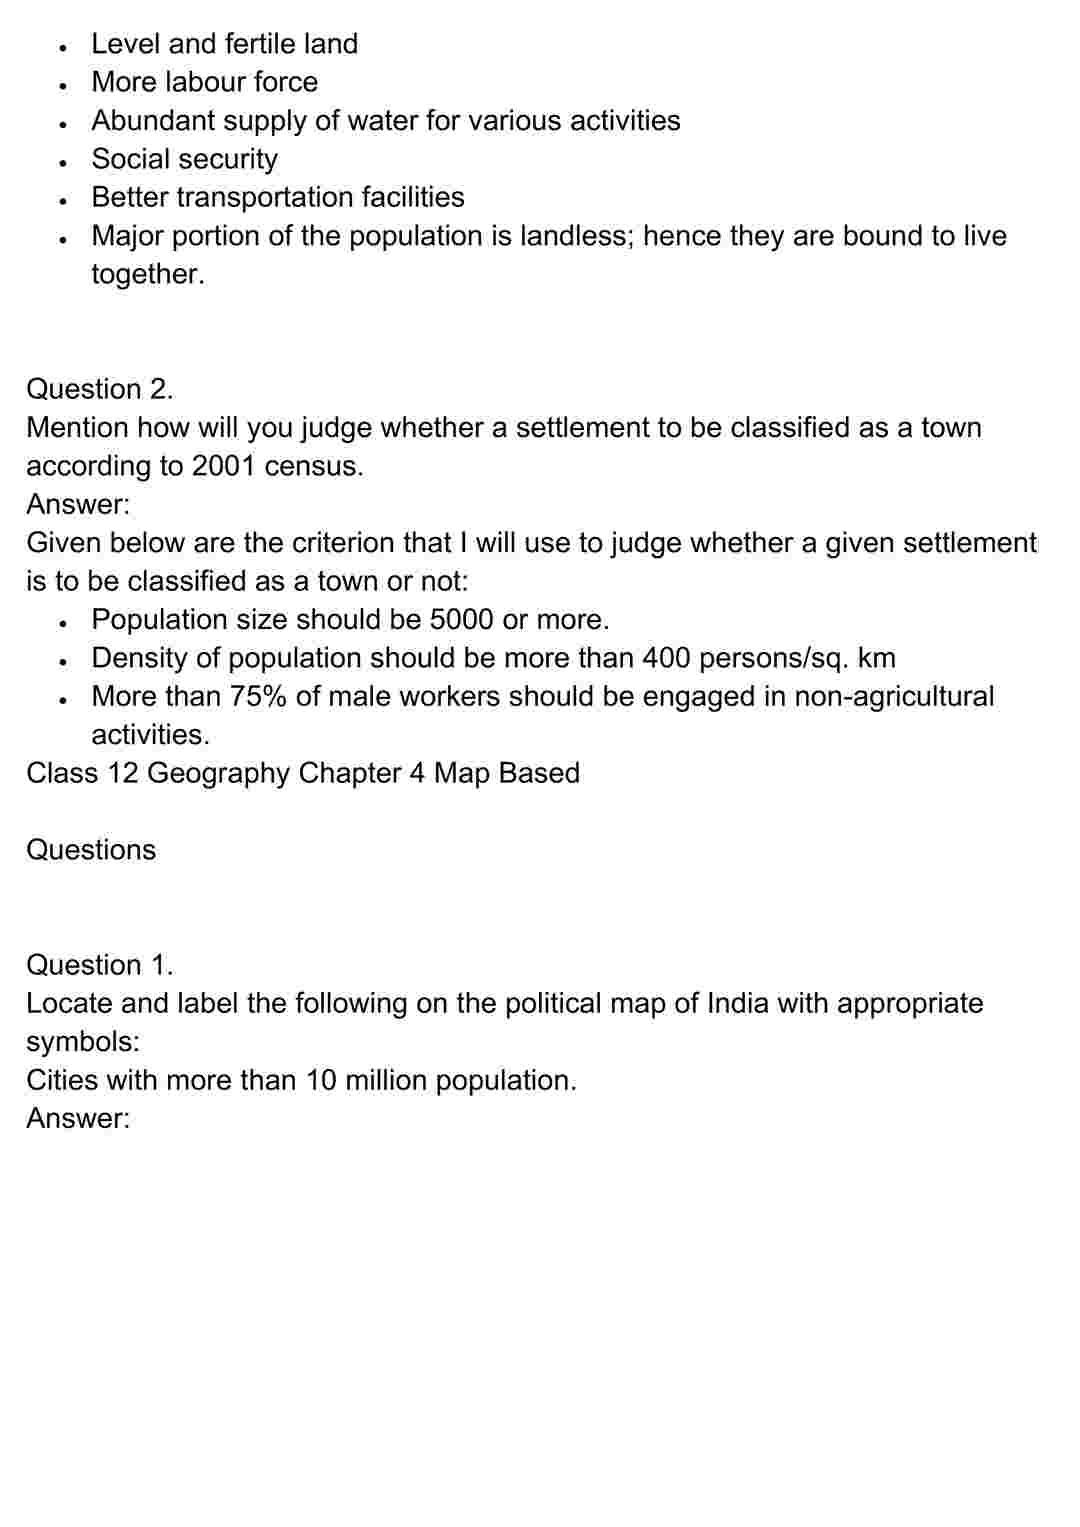 • Level and fertile land
• More labour force
• Abundant supply of water for various activities
• Social security
• Better transportation facilities
• Major portion of the population is landless; hence they are bound to live
together.
Question 2.
Mention how will you judge whether a settlement to be classified as a town
according to 2001 census.
Answer:
Given below are the criterion that I will use to judge whether a given settlement
is to be classified as a town or not:
• Population size should be 5000 or more.
• Density of population should be more than 400 persons/sq. km
• More than 75% of male workers should be engaged in non-agricultural
activities.
Class 12 Geography Chapter 4 Map Based
Questions
Question 1.
Locate and label the following on the political map of India with appropriate
symbols:
Cities with more than 10 million population.
Answer: